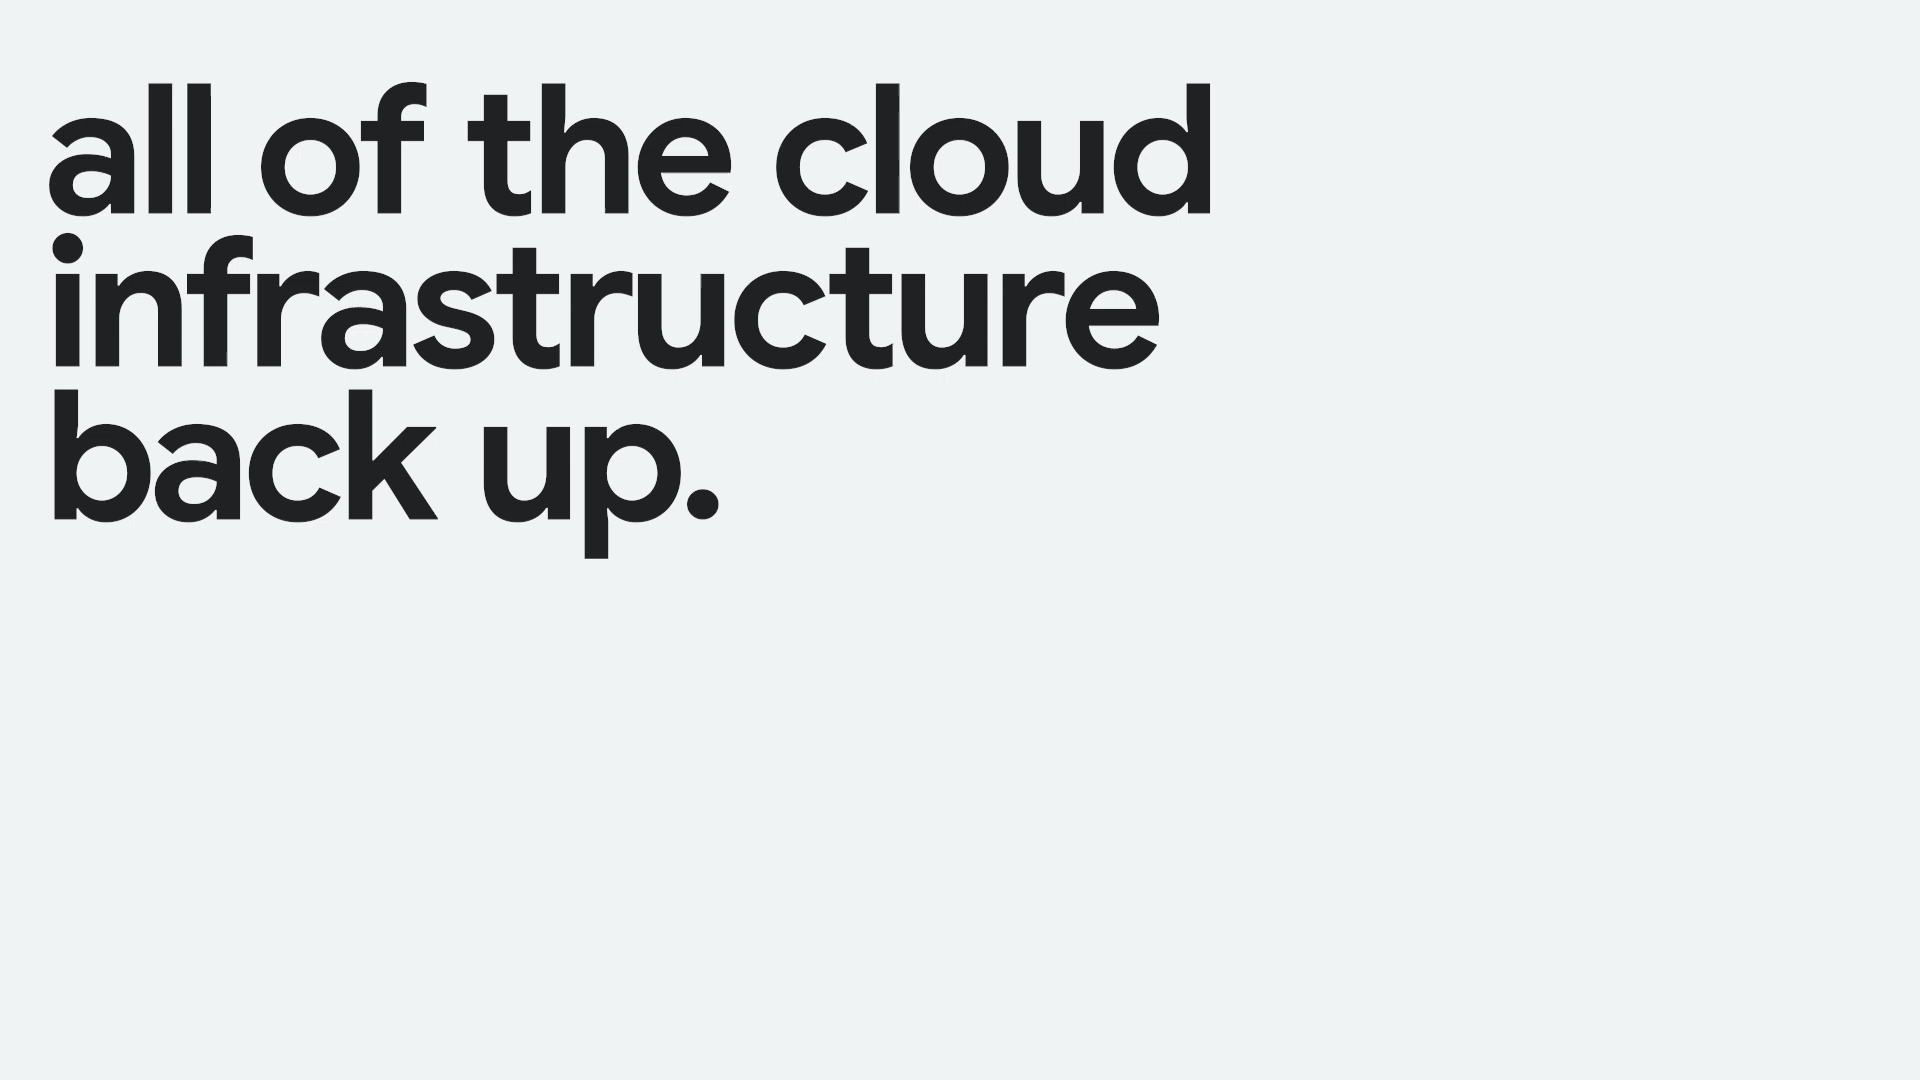 all of the cloud
infrastructure
back up.